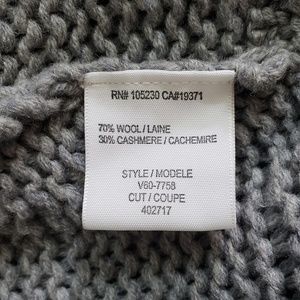 RN# 105230 CA#19371
70% WOOL / LAINE
30% CASHMERE / CACHEMIRE
STYLE / MODELE
V60-7758
CUT / COUPE
402717